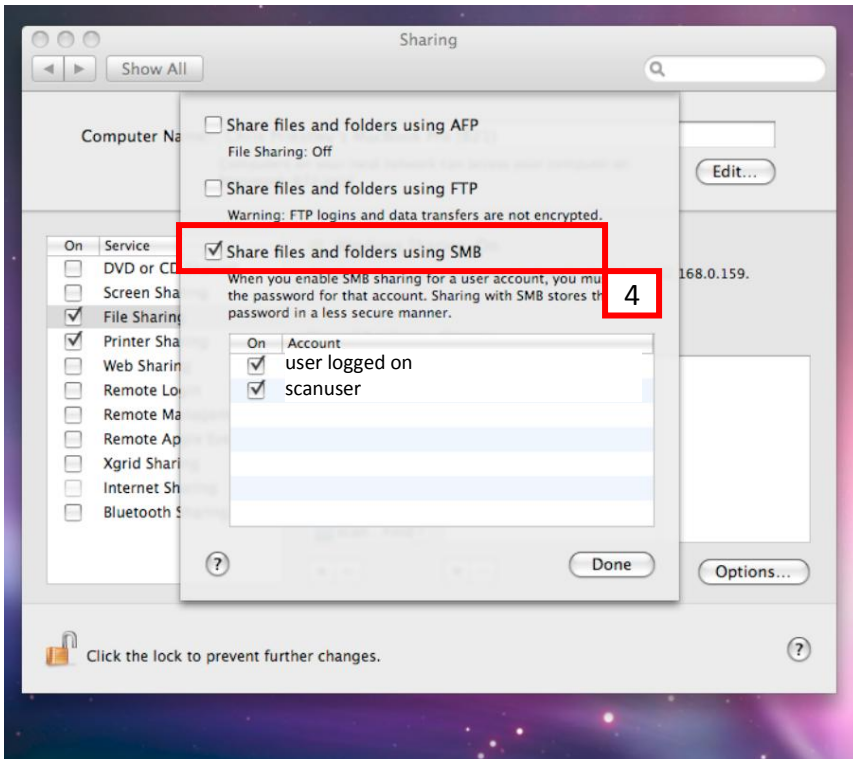 Sharing
Show All
Computer Na
Edit...
Share files and folders using AFP
File Sharing: Off
Share files and folders using FTP
Warning: FTP logins and data transfers are not encrypted.
Share files and folders using SMB
When you enable SMB sharing for a user account, you mu
the password for that account. Sharing with SMB stores th
password in a less secure manner.
4
168.0.159.
On Account
user logged on
scanuser
On Service
DVD or CD
Screen Sha
File Sharing
Printer Sha
Web Sharin
Remote Lo
Remote Ma
Remote Ap
Xgrid Shari
Internet Sh
Bluetooth S
?
Done
Options...
Click the lock to prevent further changes.
?